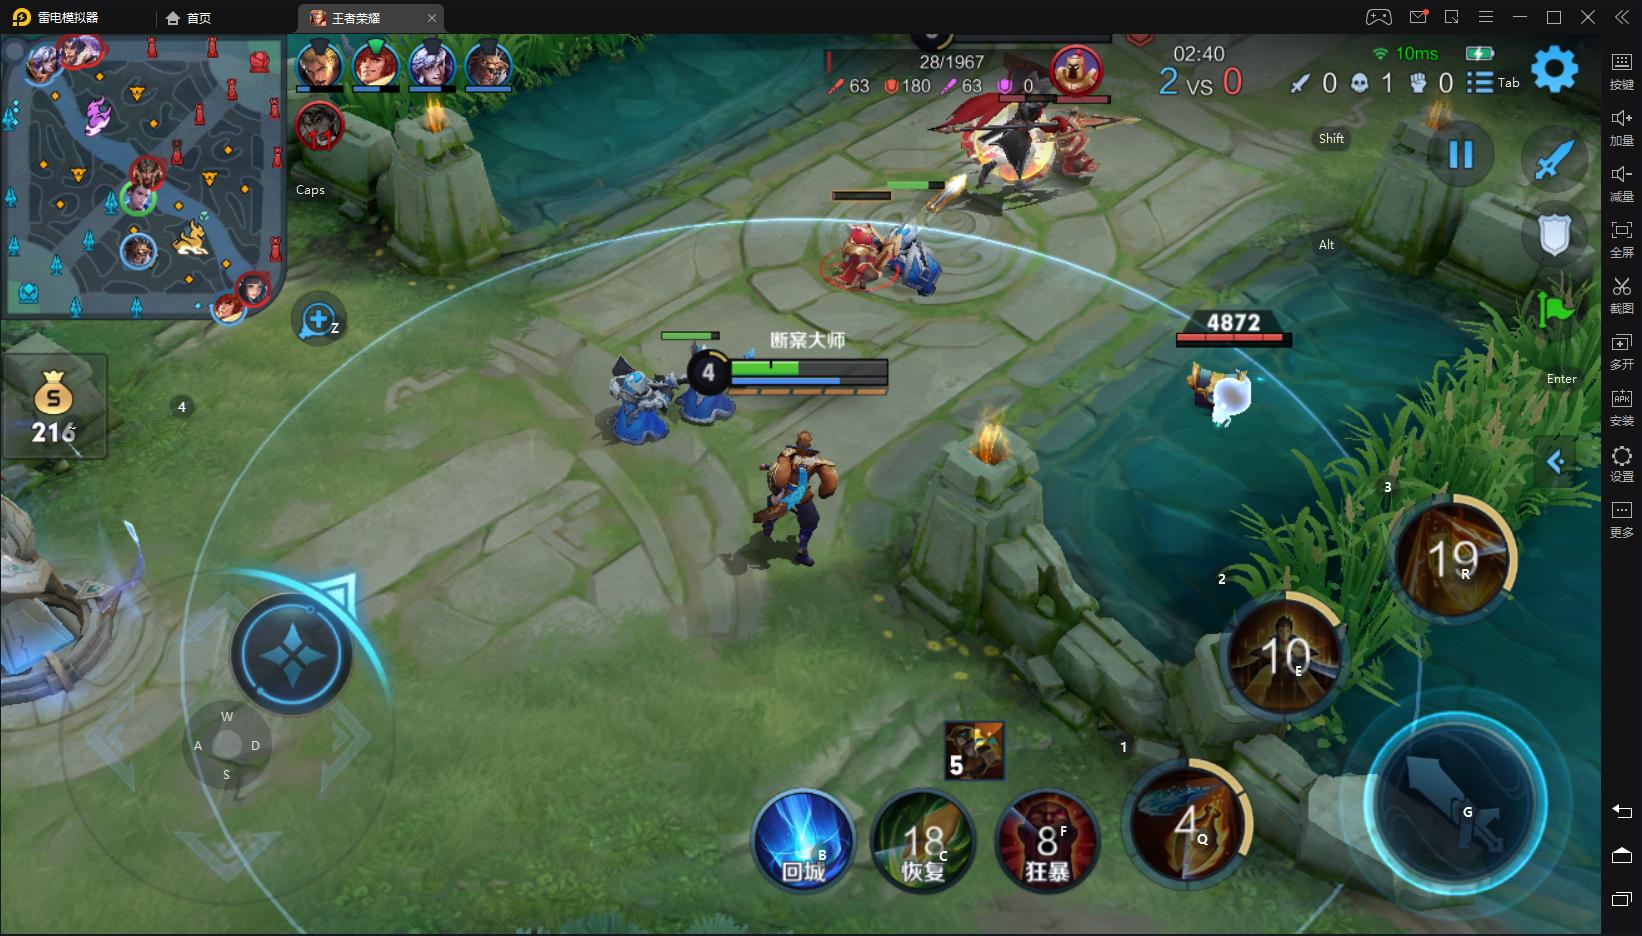 雷电模拟器
首页
王者荣耀
28/1967
63
180
63
0
02:40
2 VS 0
10ms
0
1
0
Tab
按键
加量
减量
全屏
截图
多开
安装
设置
更多
11
Caps
Shift
Alt
Enter
Z
216
4
断案大师
4
4872
3
19
R
2
10
E
W
A
D
S
1
5
B
回城
18
C
恢复
8
F
狂暴
4
Q
G
APK